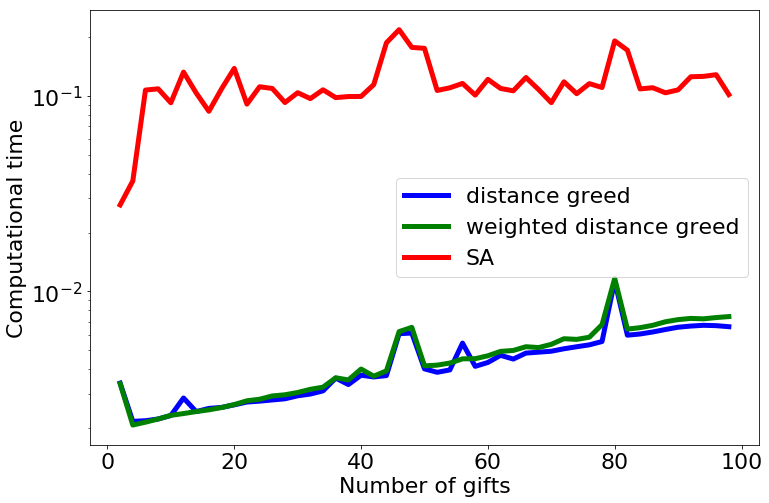 Computational time
10⁻¹
10⁻²
distance greed
weighted distance greed
SA
0 20 40 60 80 100
Number of gifts